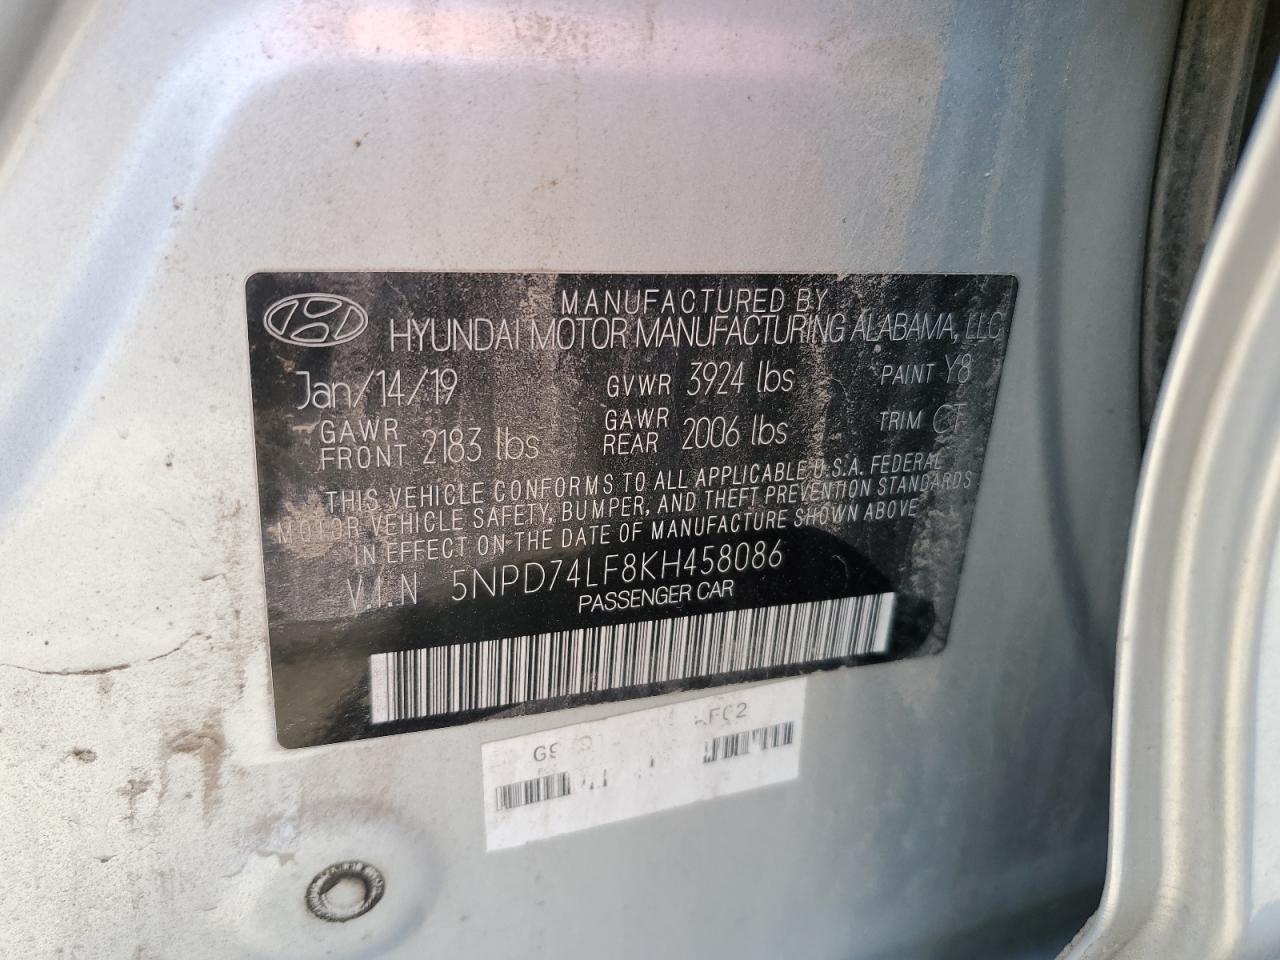 MANUFACTURED BY
HYUNDAI MOTOR MANUFACTURING ALABAMA, LLC
Jan/14/19 GVWR 3924 lbs PAINT Y8
GAWR FRONT 2183 lbs GAWR REAR 2006 lbs TRIM CF
THIS VEHICLE CONFORMS TO ALL APPLICABLE U.S.A. FEDERAL
MOTOR VEHICLE SAFETY, BUMPER, AND THEFT PREVENTION STANDARDS
IN EFFECT ON THE DATE OF MANUFACTURE SHOWN ABOVE
V.I.N 5NPD74LF8KH458086
PASSENGER CAR